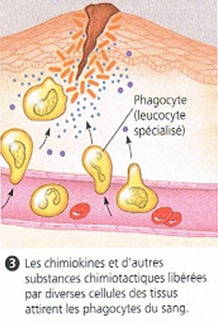 Phagocyte
(leucocyte
spécialisé)
3 Les chimiokines et d'autres
substances chimiotactiques libérées
par diverses cellules des tissus
attirent les phagocytes du sang.